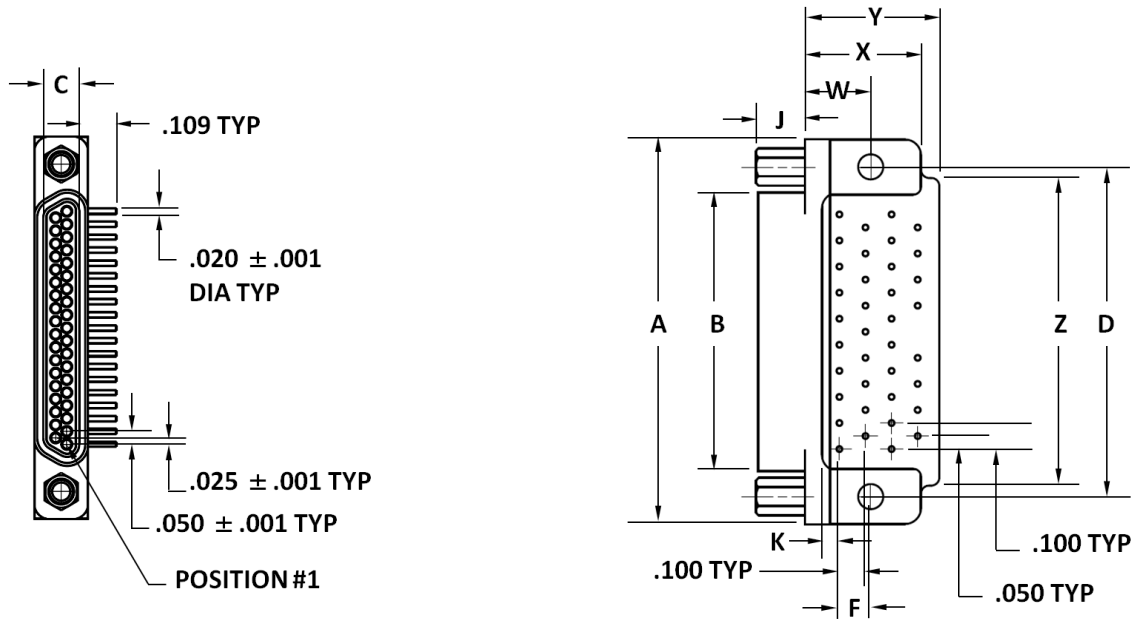 C
.109 TYP
.020 ± .001
DIA TYP
.025 ± .001 TYP
.050 ± .001 TYP
POSITION #1
Y
X
W
J
A
B
Z
D
K
.100 TYP
F
.100 TYP
.050 TYP